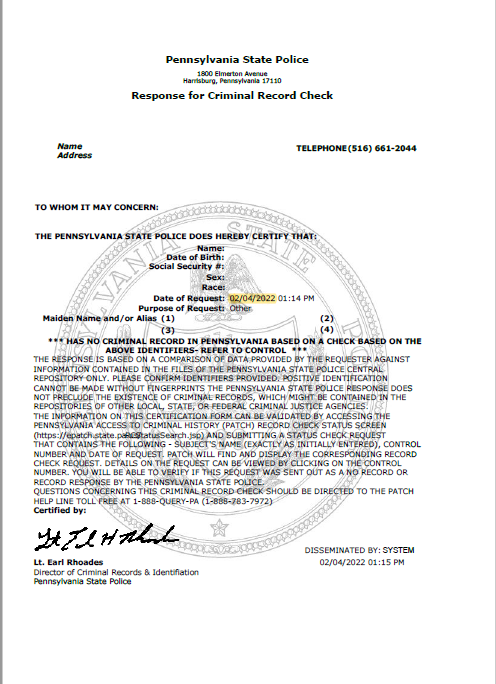 Pennsylvania State Police
1800 Elmerton Avenue
Harrisburg, Pennsylvania 17110
Response for Criminal Record Check
Name
Address
TELEPHONE(516) 661-2044
TO WHOM IT MAY CONCERN:
THE PENNSYLVANIA STATE POLICE DOES HEREBY CERTIFY THAT:
Name:
Date of Birth:
Social Security #:
Sex:
Race:
Date of Request: 02/04/2022 01:14 PM
Purpose of Request: Other
Maiden Name and/or Alias (1) (2)
(3) (4)
*** HAS NO CRIMINAL RECORD IN PENNSYLVANIA BASED ON A CHECK BASED ON THE
ABOVE IDENTIFIERS- REFER TO CONTROL ***
THE RESPONSE IS BASED ON A COMPARISON OF DATA PROVIDED BY THE REQUESTER AGAINST
INFORMATION CONTAINED IN THE FILES OF THE PENNSYLVANIA STATE POLICE CENTRAL
REPOSITORY ONLY. PLEASE CONFIRM IDENTIFIERS PROVIDED. POSITIVE IDENTIFICATION
CANNOT BE MADE WITHOUT FINGERPRINTS THE PENNSYLVANIA STATE POLICE RESPONSE DOES
NOT PRECLUDE THE EXISTENCE OF CRIMINAL RECORDS, WHICH MIGHT BE CONTAINED IN THE
REPOSITORIES OF OTHER LOCAL, STATE, OR FEDERAL CRIMINAL JUSTICE AGENCIES.
THE INFORMATION ON THIS CERTIFICATION FORM CAN BE VALIDATED BY ACCESSING THE
PENNSYLVANIA ACCESS TO CRIMINAL HISTORY (PATCH) RECORD CHECK STATUS SCREEN
AND SUBMITTING A STATUS CHECK REQUEST
THAT CONTAINS THE FOLLOWING - SUBJECT'S NAME (EXACTLY AS INITIALLY ENTERED), CONTROL
NUMBER AND DATE OF REQUEST. PATCH WILL FIND AND DISPLAY THE CORRESPONDING RECORD
CHECK REQUEST. DETAILS ON THE REQUEST CAN BE VIEWED BY CLICKING ON THE CONTROL
NUMBER. YOU WILL BE ABLE TO VERIFY IF THIS REQUEST WAS SENT OUT AS A NO RECORD OR
RECORD RESPONSE BY THE PENNSYLVANIA STATE POLICE.
QUESTIONS CONCERNING THIS CRIMINAL RECORD CHECK SHOULD BE DIRECTED TO THE PATCH
HELP LINE TOLL FREE AT 1-888-QUERY-PA (1-888-783-7972)
Certified by:
DISSEMINATED BY: SYSTEM
02/04/2022 01:15 PM
Lt. Earl Rhoades
Director of Criminal Records & Identifiation
Pennsylvania State Police
PENNSYLVANIA STATE POLICE